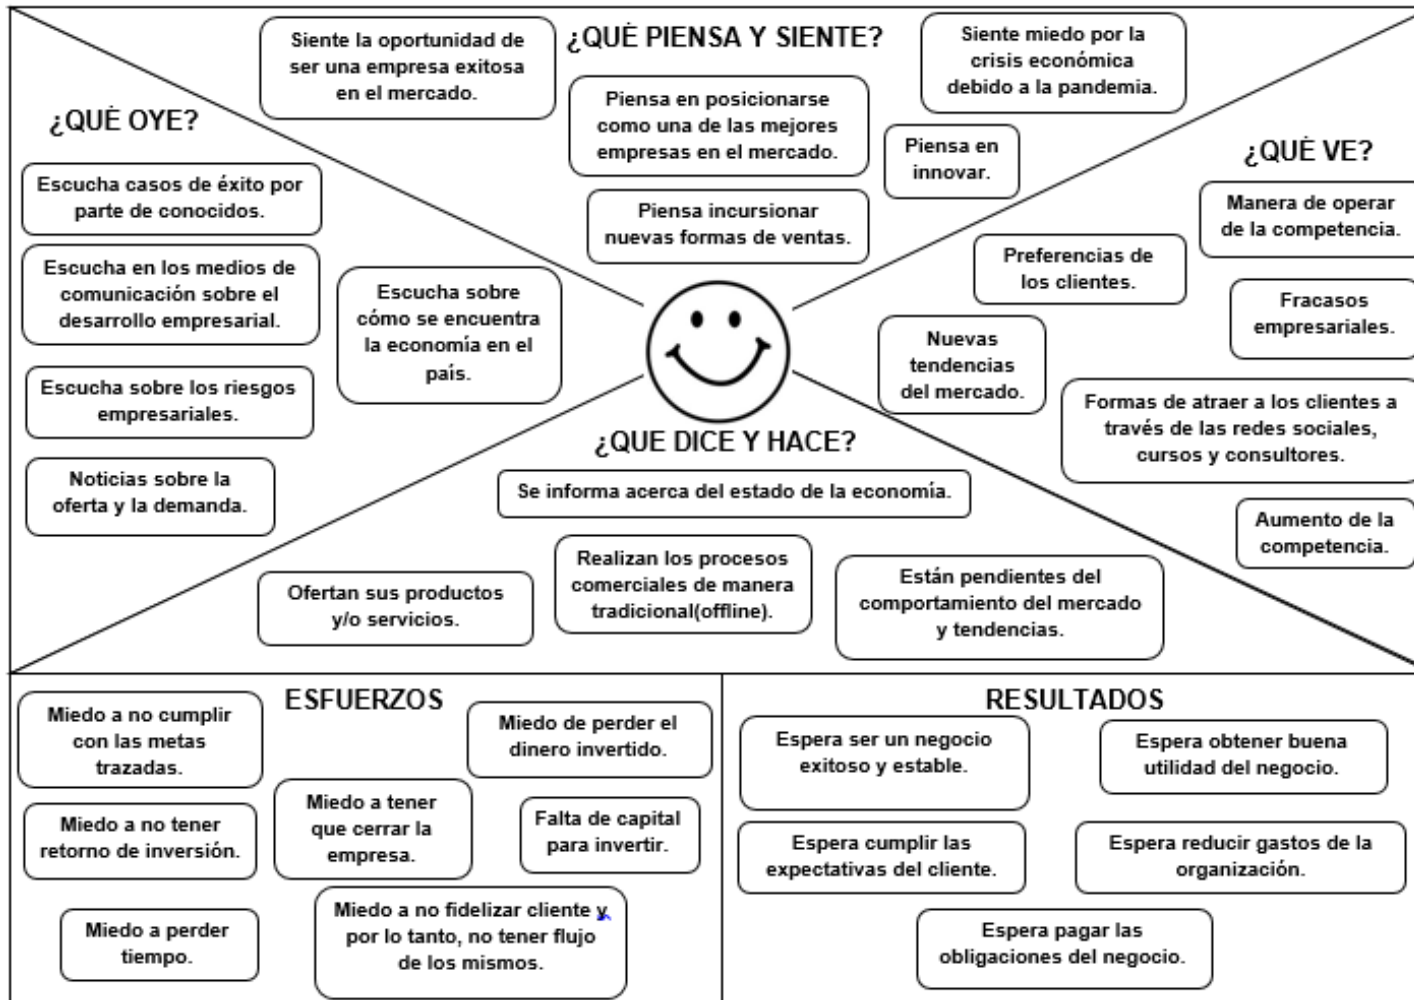 ¿QUÉ PIENSA Y SIENTE?
Siente la oportunidad de
ser una empresa exitosa
en el mercado.
Piensa en posicionarse
como una de las mejores
empresas en el mercado.
Siente miedo por la
crisis económica
debido a la pandemia.
Piensa en
innovar.
Piensa incursionar
nuevas formas de ventas.
¿QUÉ OYE?
Escucha casos de éxito por
parte de conocidos.
Escucha en los medios de
comunicación sobre el
desarrollo empresarial.
Escucha sobre
cómo se encuentra
la economía en el
país.
Escucha sobre los riesgos
empresariales.
Noticias sobre la
oferta y la demanda.
¿QUÉ VE?
Manera de operar
de la competencia.
Preferencias de
los clientes.
Fracasos
empresariales.
Nuevas
tendencias
del mercado.
Formas de atraer a los clientes a
través de las redes sociales,
cursos y consultores.
Aumento de la
competencia.
¿QUE DICE Y HACE?
Se informa acerca del estado de la economía.
Ofertan sus productos
y/o servicios.
Realizan los procesos
comerciales de manera
tradicional(offline).
Están pendientes del
comportamiento del mercado
y tendencias.
ESFUERZOS
Miedo a no cumplir
con las metas
trazadas.
Miedo de perder el
dinero invertido.
Miedo a no tener
retorno de inversión.
Miedo a tener
que cerrar la
empresa.
Falta de capital
para invertir.
Miedo a perder
tiempo.
Miedo a no fidelizar cliente y
por lo tanto, no tener flujo
de los mismos.
RESULTADOS
Espera ser un negocio
exitoso y estable.
Espera obtener buena
utilidad del negocio.
Espera cumplir las
expectativas del cliente.
Espera reducir gastos de la
organización.
Espera pagar las
obligaciones del negocio.